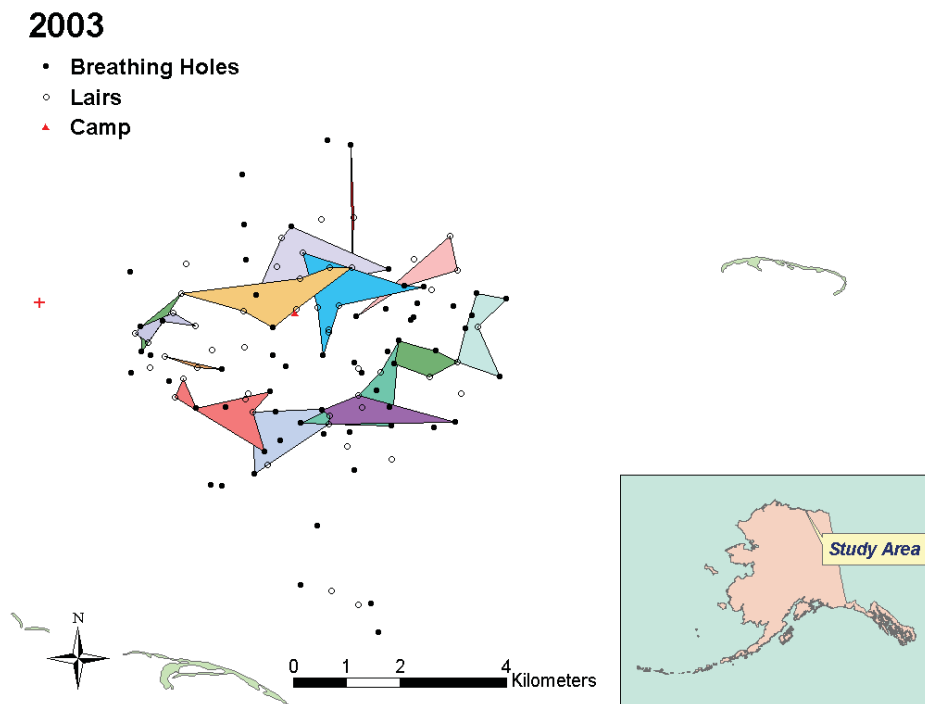 2003
Breathing Holes
Lairs
Camp
Study Area
N
0 1 2 4
Kilometers